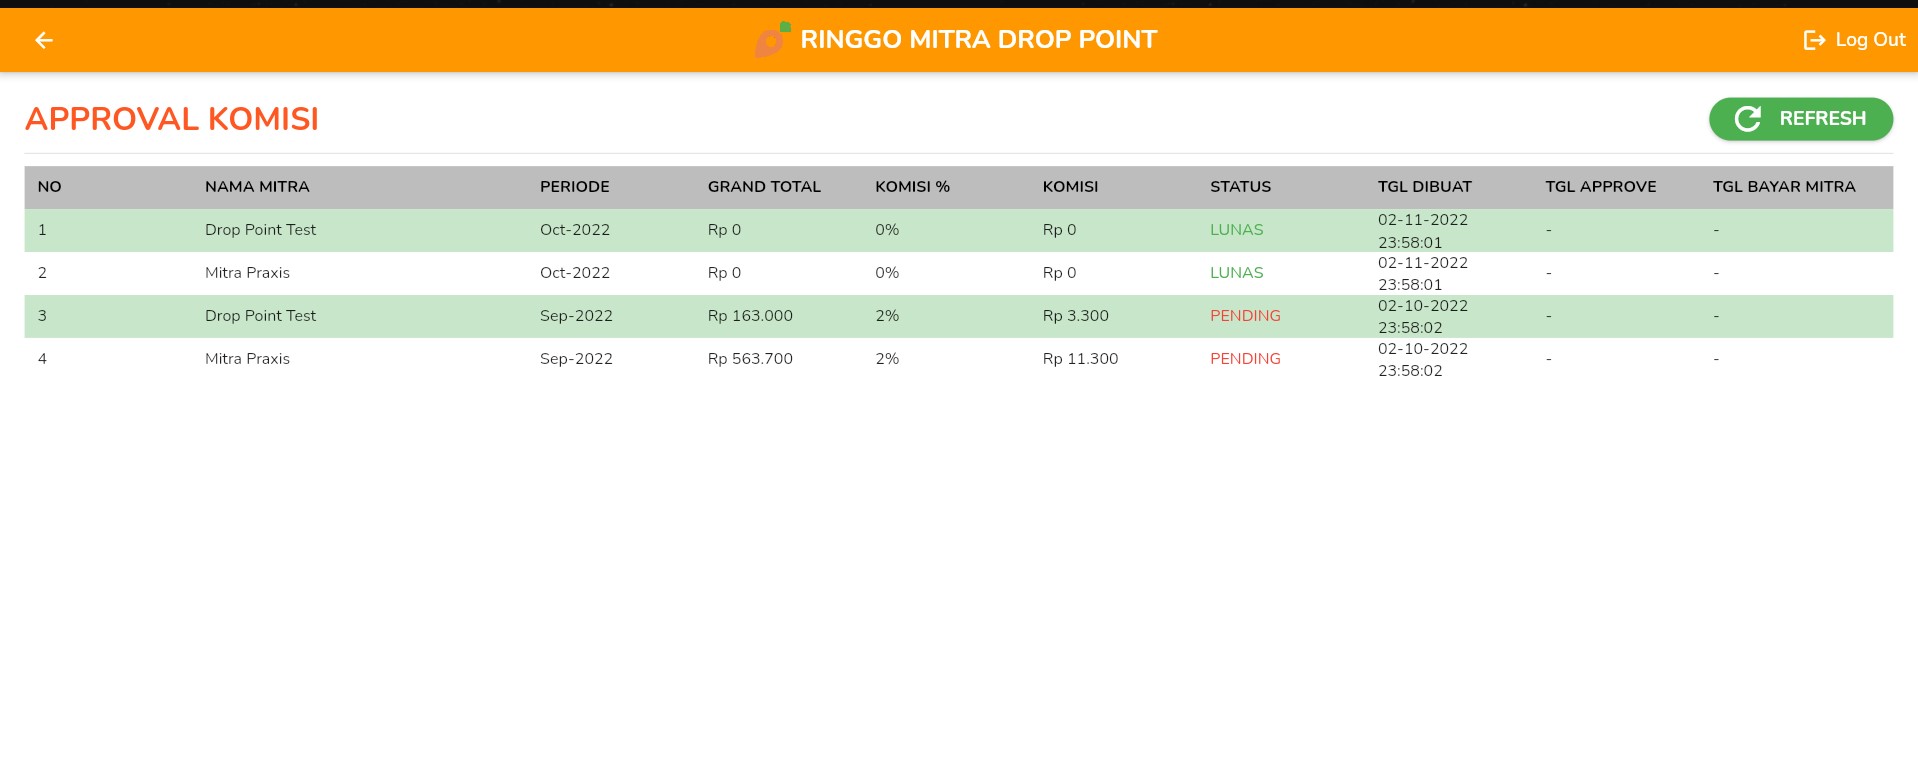 RINGGO MITRA DROP POINT
Log Out
APPROVAL KOMISI
REFRESH
NO NAMA MITRA PERIODE GRAND TOTAL KOMISI % KOMISI STATUS TGL DIBUAT TGL APPROVE TGL BAYAR MITRA
1 Drop Point Test Oct-2022 Rp 0 0% Rp 0 LUNAS 02-11-2022 - -
23:58:01
2 Mitra Praxis Oct-2022 Rp 0 0% Rp 0 LUNAS 02-11-2022 - -
23:58:01
3 Drop Point Test Sep-2022 Rp 163.000 2% Rp 3.300 PENDING 02-10-2022 - -
23:58:02
4 Mitra Praxis Sep-2022 Rp 563.700 2% Rp 11.300 PENDING 02-10-2022 - -
23:58:02